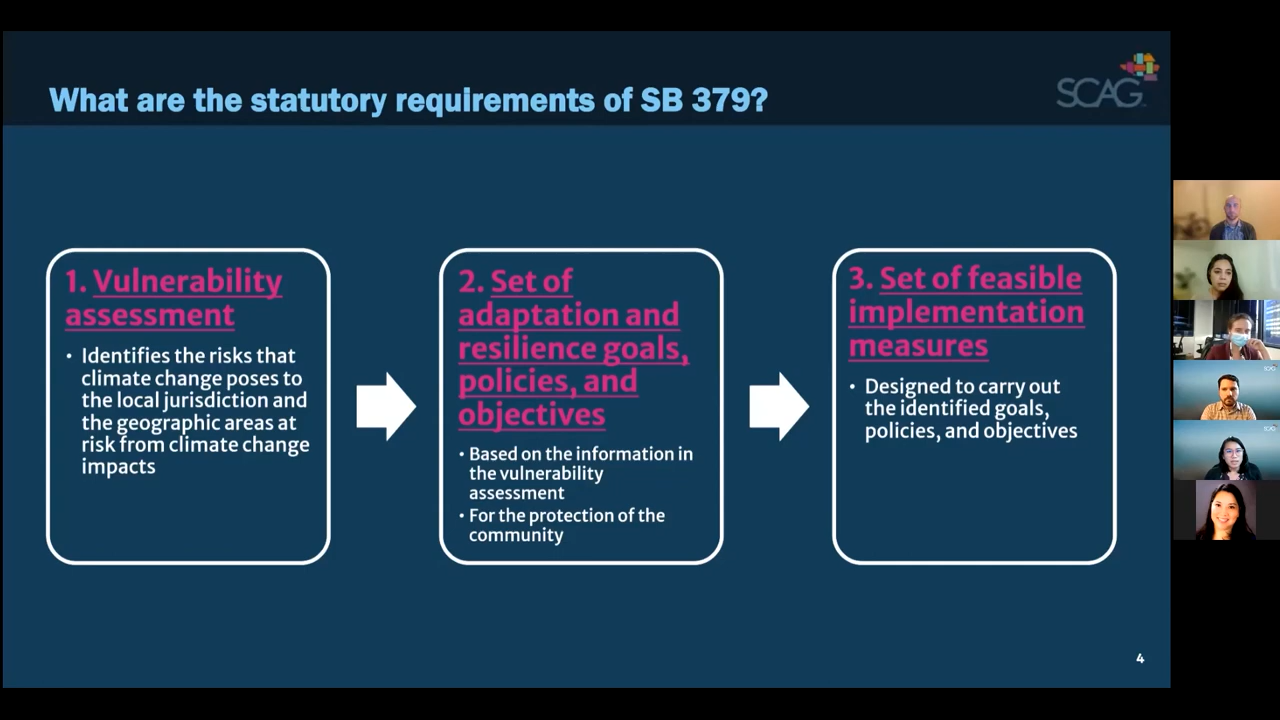 What are the statutory requirements of SB 379?
SCAG
1. Vulnerability
assessment
• Identifies the risks that
climate change poses to
the local jurisdiction and
the geographic areas at
risk from climate change
impacts
2. Set of
adaptation and
resilience goals,
policies, and
objectives
• Based on the information in
the vulnerability
assessment
• For the protection of the
community
3. Set of feasible
implementation
measures
• Designed to carry out
the identified goals,
policies, and objectives
4